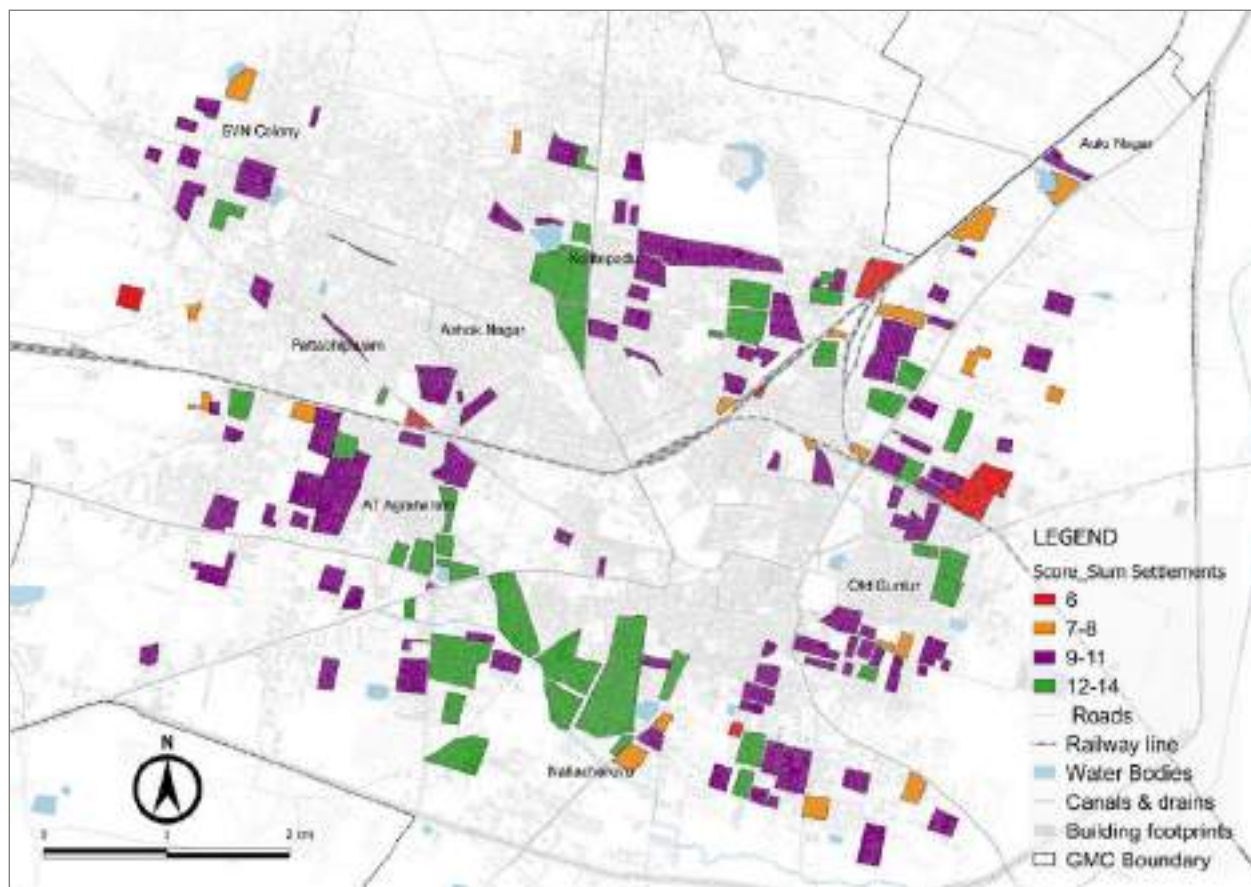 SVN Colony
Auto Nagar
Ashok Nagar
AT Agraharam
Old Guntur
N
0 1 2 km
LEGEND
Score_Slum Settlements
6
7-8
9-11
12-14
Roads
Railway line
Water Bodies
Canals & drains
Building footprints
GMC Boundary